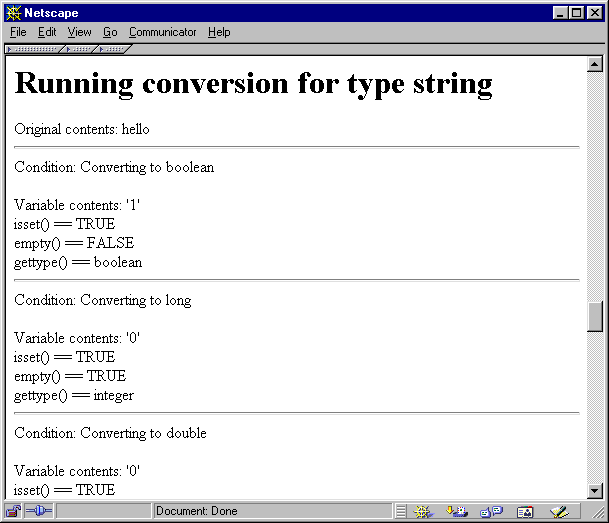 Netscape
File Edit View Go Communicator Help
Running conversion for type string
Original contents: hello
Condition: Converting to boolean
Variable contents: '1'
isset() == TRUE
empty() == FALSE
gettype() == boolean
Condition: Converting to long
Variable contents: '0'
isset() == TRUE
empty() == TRUE
gettype() == integer
Condition: Converting to double
Variable contents: '0'
isset() == TRUE
Document: Done